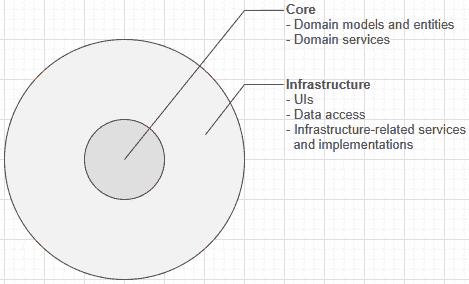 Core
- Domain models and entities
- Domain services
Infrastructure
- UIs
- Data access
- Infrastructure-related services
and implementations